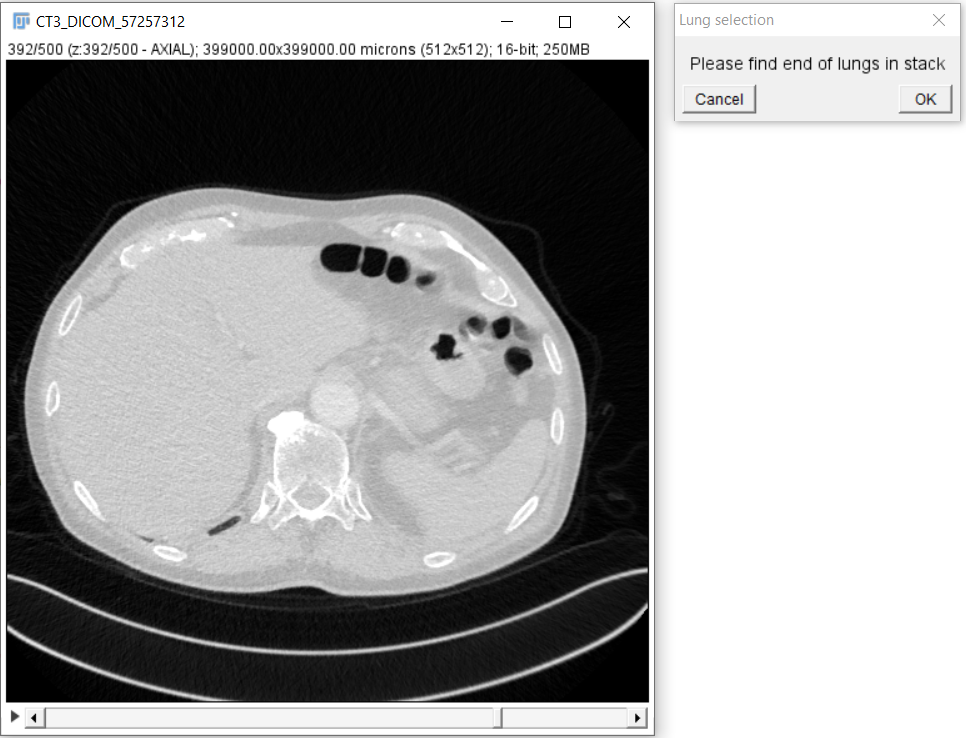 CT3_DICOM_57257312
392/500 (z:392/500 - AXIAL); 399000.00x399000.00 microns (512x512); 16-bit; 250MB
Lung selection
Please find end of lungs in stack
Cancel
OK